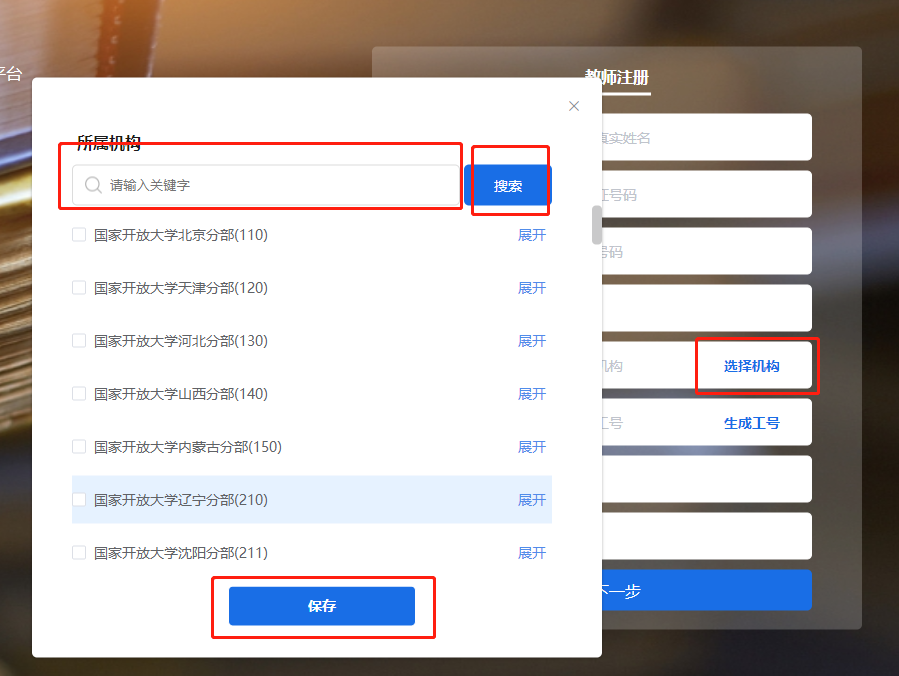 平台
教师注册
所属机构
请输入关键字
搜索
国家开放大学北京分部(110)
展开
国家开放大学天津分部(120)
展开
国家开放大学河北分部(130)
展开
国家开放大学山西分部(140)
展开
国家开放大学内蒙古分部(150)
展开
国家开放大学辽宁分部(210)
展开
国家开放大学沈阳分部(211)
展开
保存
真实姓名
证号码
号码
机构
选择机构
工号
生成工号
下一步